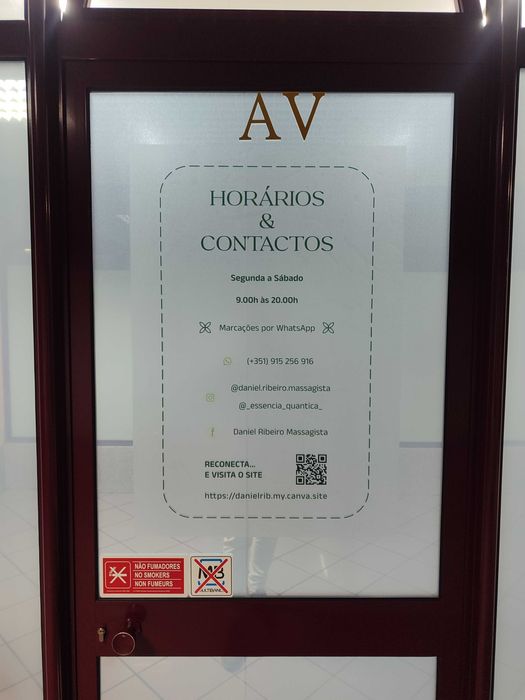 AV
HORÁRIOS
&
CONTACTOS
Segunda a Sábado
9.00h às 20.00h
Marcações por WhatsApp
(+351) 915 256 916
@daniel.ribeiro.massagista
@_essencia_quantica_
Daniel Ribeiro Massagista
RECONECTA...
E VISITA O SITE
https://danielrib.my.canva.site
NÃO FUMADORES
NO SMOKERS
NON FUMEURS
MB
MULTIBANCO